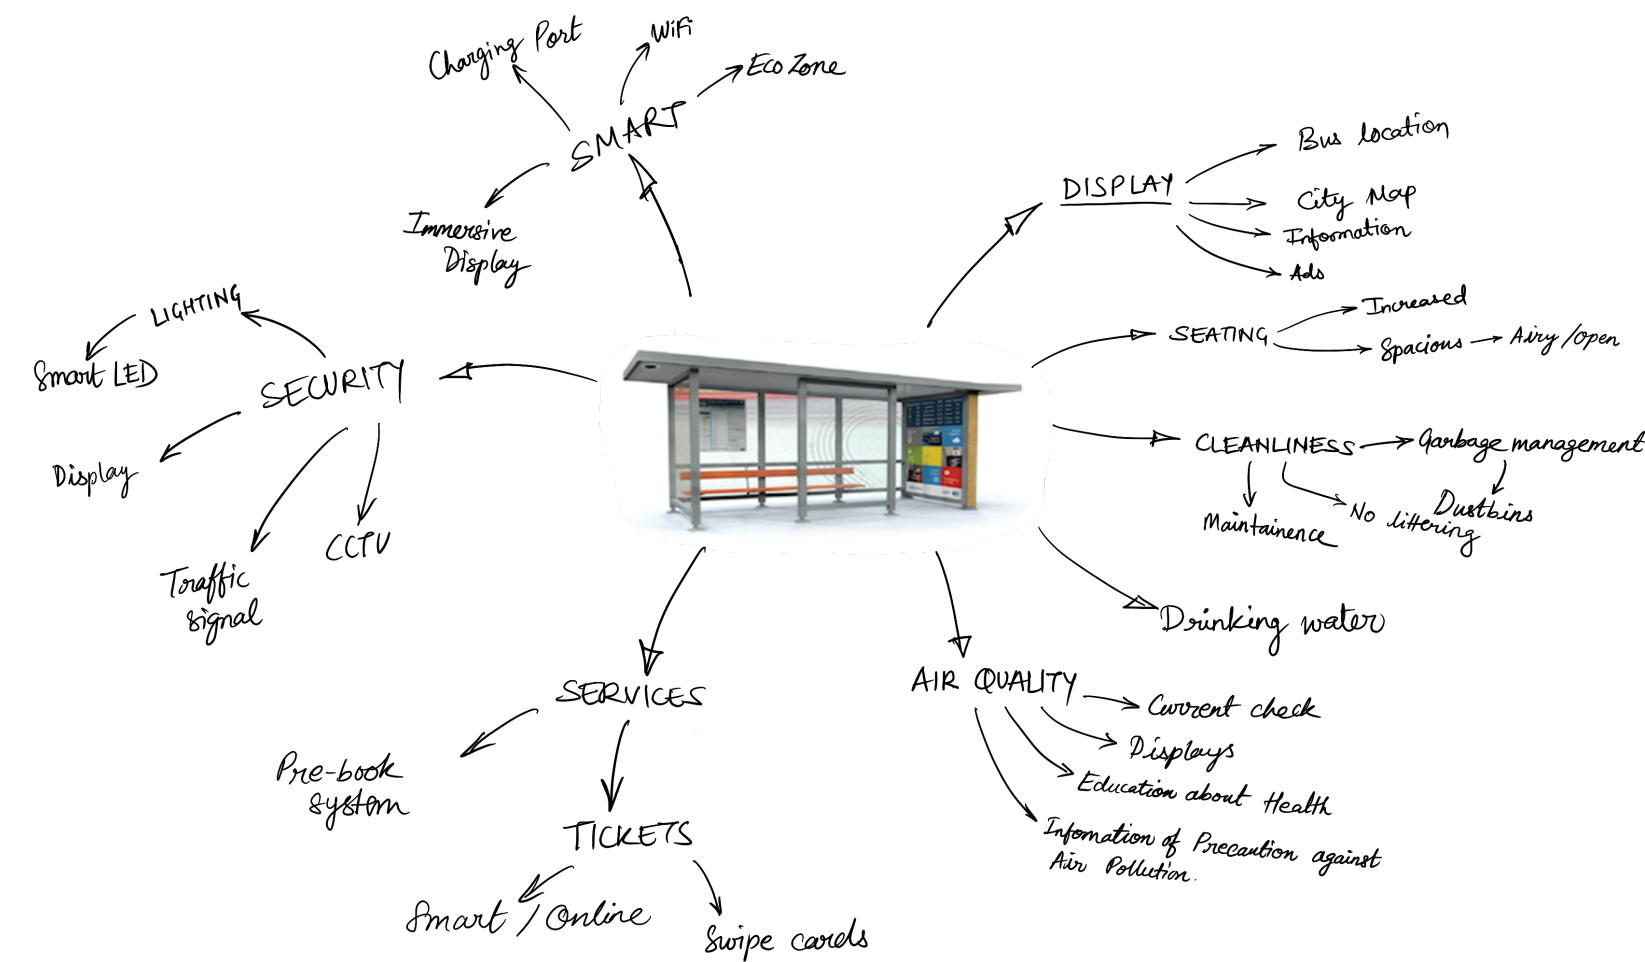 Charging Port
WiFi
Eco Zone
SMART
Immersive
Display
DISPLAY
Bus location
City Map
Information
Ads
SEATING
Increased
Spacious
Airy/open
LIGHTING
Smart LED
SECURITY
Display
Traffic
signal
CCTV
CLEANLINESS
Garbage management
Dustbins
No littering
Maintainence
Drinking water
SERVICES
Pre-book
system
TICKETS
Smart/Online
Swipe cards
AIR QUALITY
Current check
Displays
Education about Health
Infomation of Precaution against
Air Pollution.